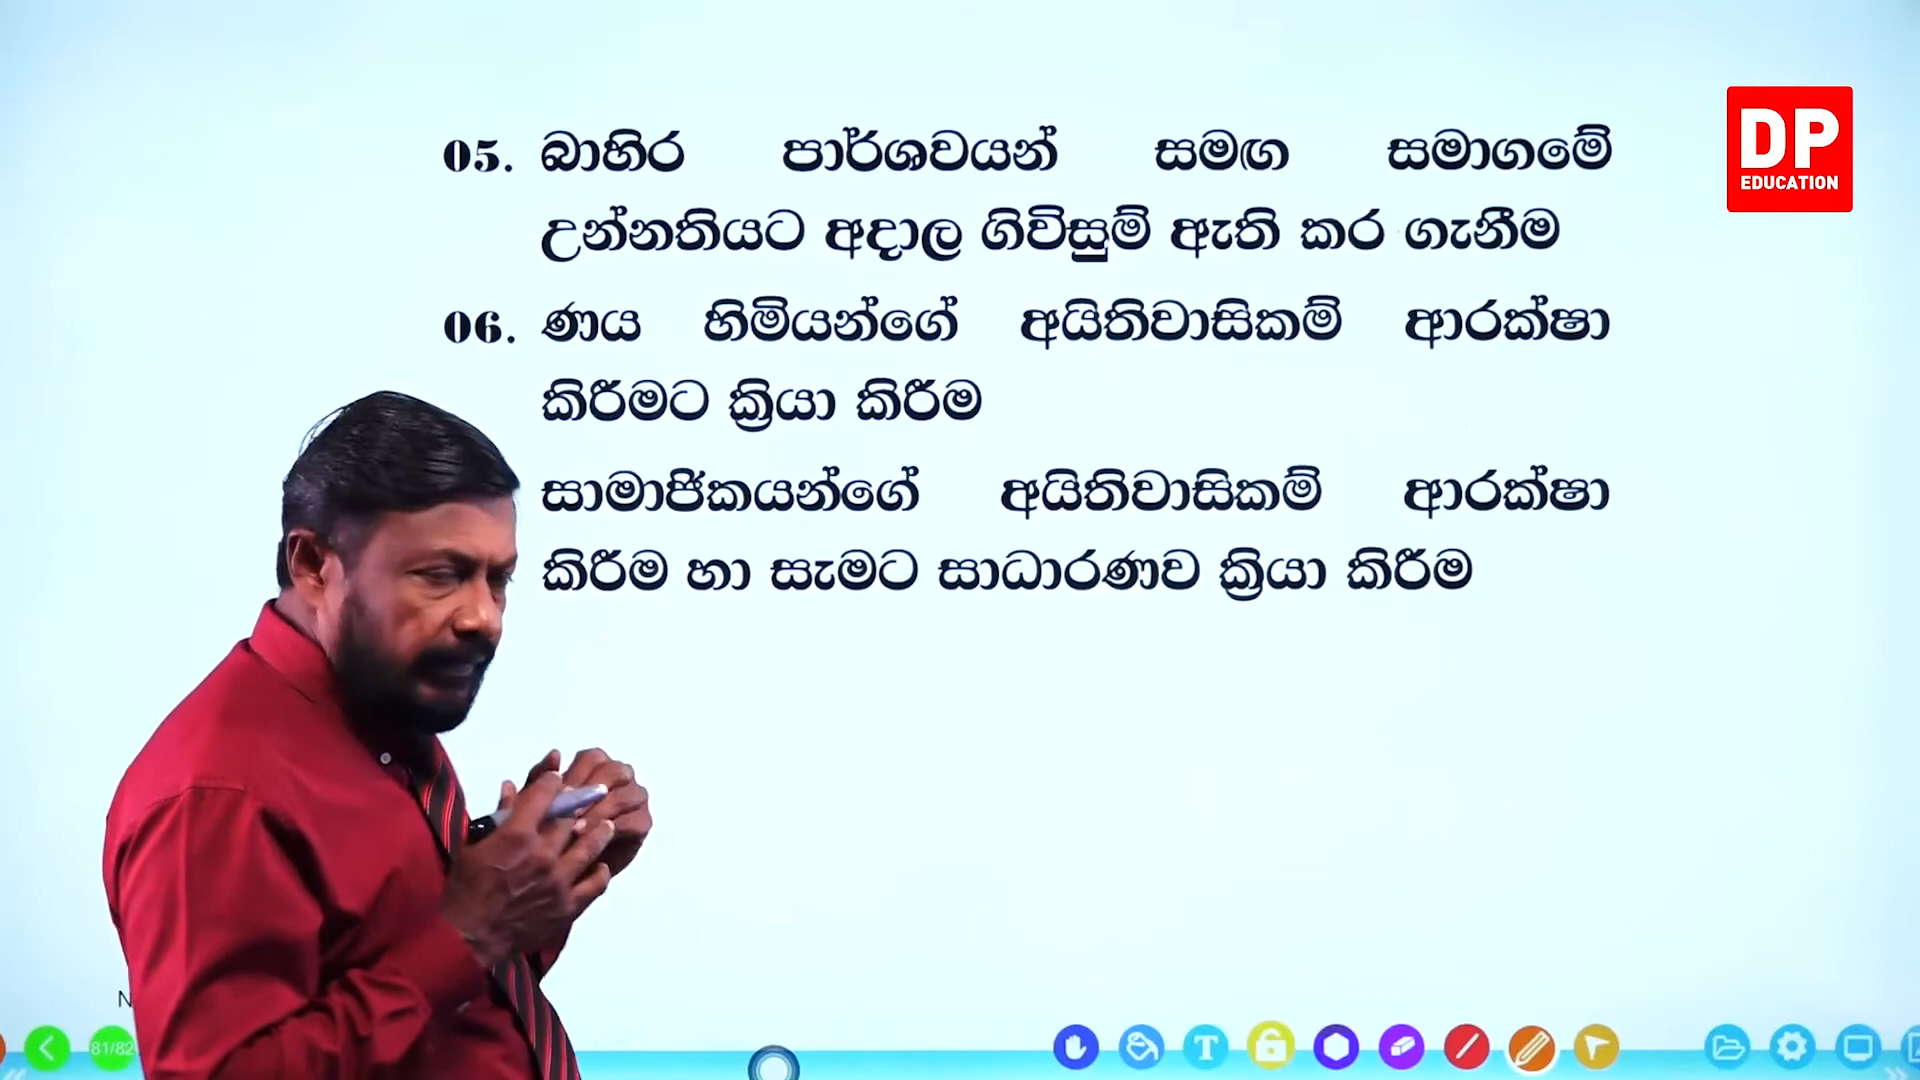 DP
EDUCATION
05. බාහිර පාර්ශවයන් සමඟ සමාගමේ
උන්නතියට අදාල ගිවිසුම් ඇති කර ගැනීම
06. ණය හිමියන්ගේ අයිතිවාසිකම් ආරක්ෂා
කිරීමට ක්‍රියා කිරීම
සාමාජිකයන්ගේ අයිතිවාසිකම් ආරක්ෂා
කිරීම හා සැමට සාධාරණව ක්‍රියා කිරීම
N
81/82
T